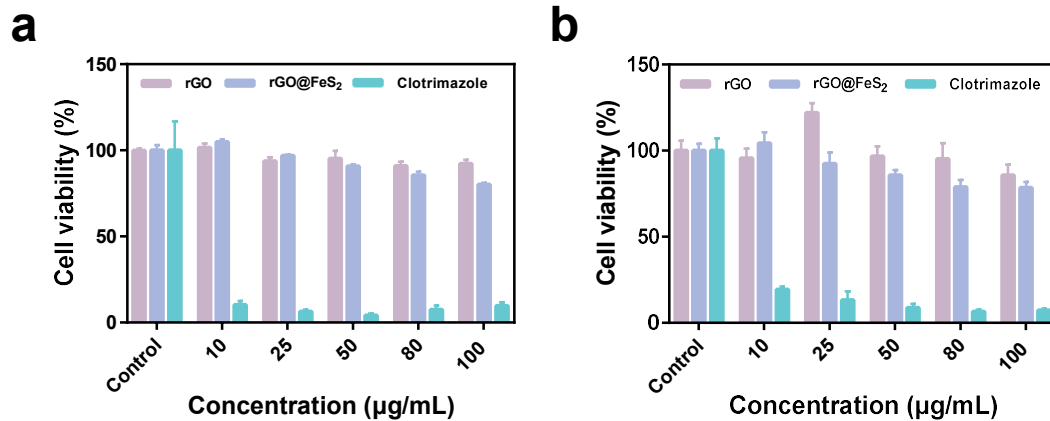 a
150
100
50
0
Cell viability (%)
rGO
rGO@FeS₂
Clotrimazole
Control
10
25
50
80
100
Concentration (μg/mL)
b
150
100
50
0
Cell viability (%)
rGO
rGO@FeS₂
Clotrimazole
Control
10
25
50
80
100
Concentration (μg/mL)